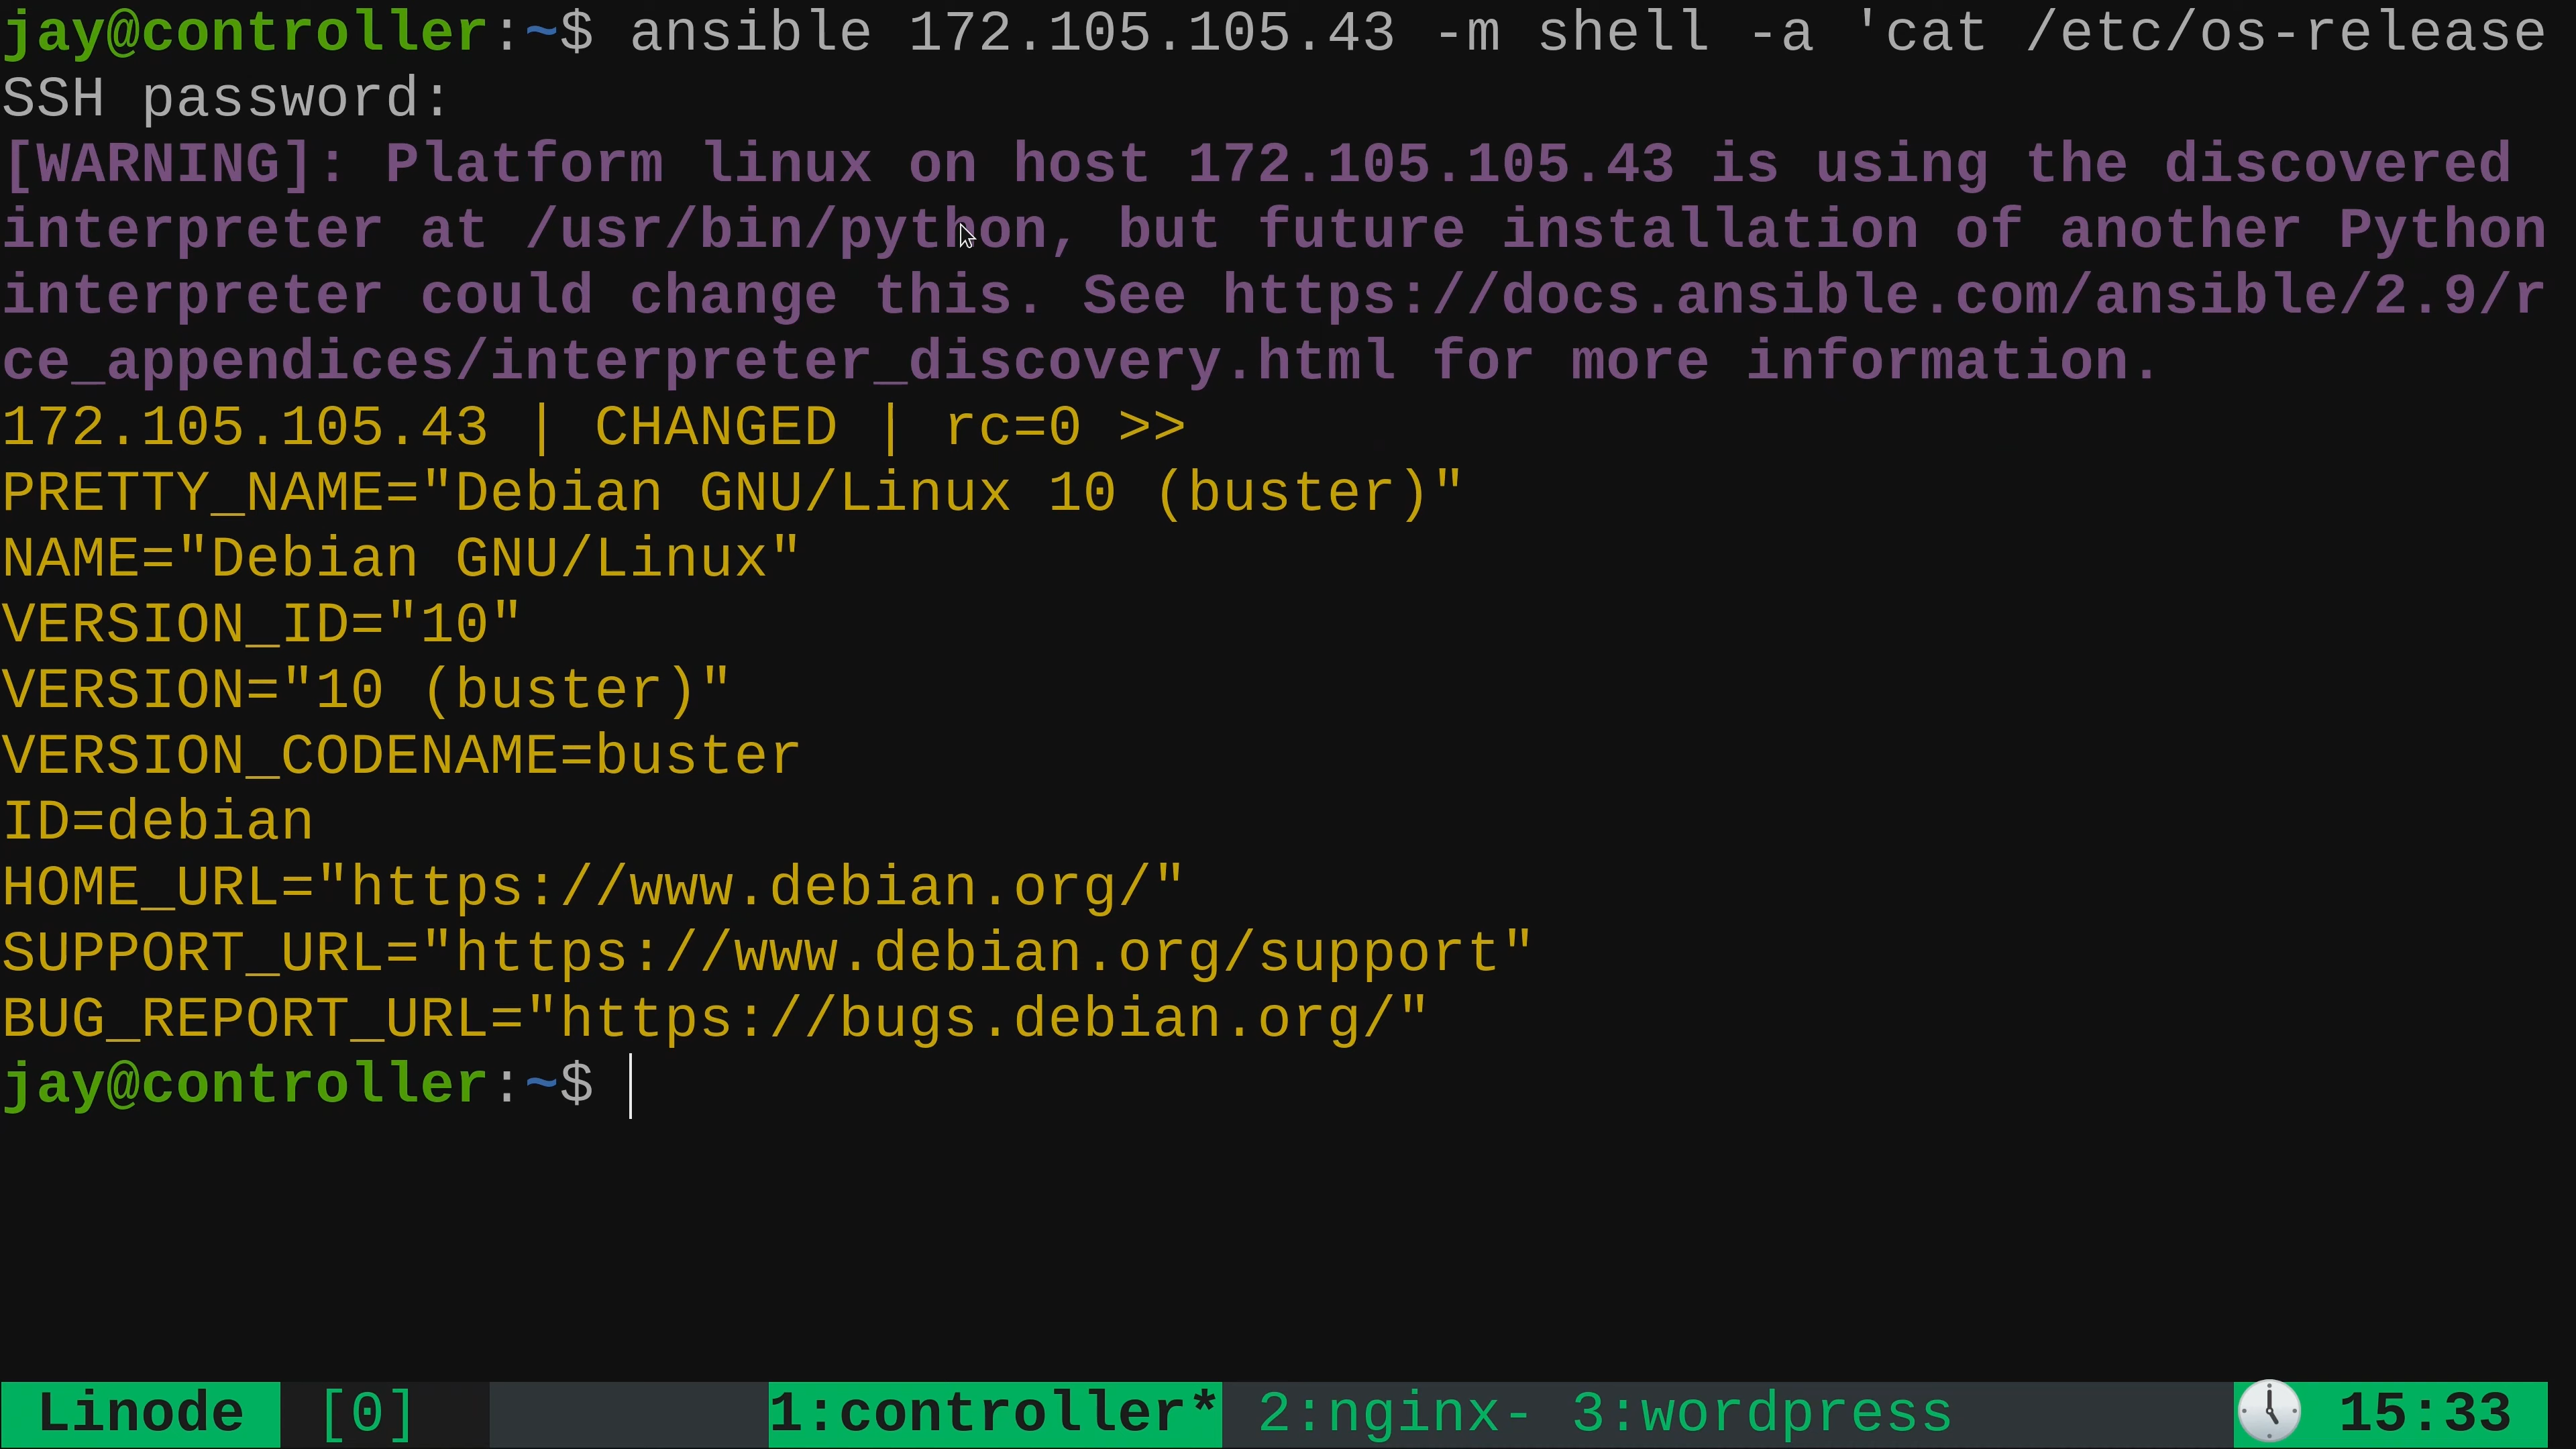 jay@controller:~$ ansible 172.105.105.43 -m shell -a 'cat /etc/os-release
SSH password:
[WARNING]: Platform linux on host 172.105.105.43 is using the discovered
interpreter at /usr/bin/python, but future installation of another Python
interpreter could change this. See https://docs.ansible.com/ansible/2.9/r
ce_appendices/interpreter_discovery.html for more information.
172.105.105.43 | CHANGED | rc=0 >>
PRETTY_NAME="Debian GNU/Linux 10 (buster)"
NAME="Debian GNU/Linux"
VERSION_ID="10"
VERSION="10 (buster)"
VERSION_CODENAME=buster
ID=debian
HOME_URL="https://www.debian.org/"
SUPPORT_URL="https://www.debian.org/support"
BUG_REPORT_URL="https://bugs.debian.org/"
jay@controller:~$
Linode [0] 1:controller* 2:nginx- 3:wordpress 15:33